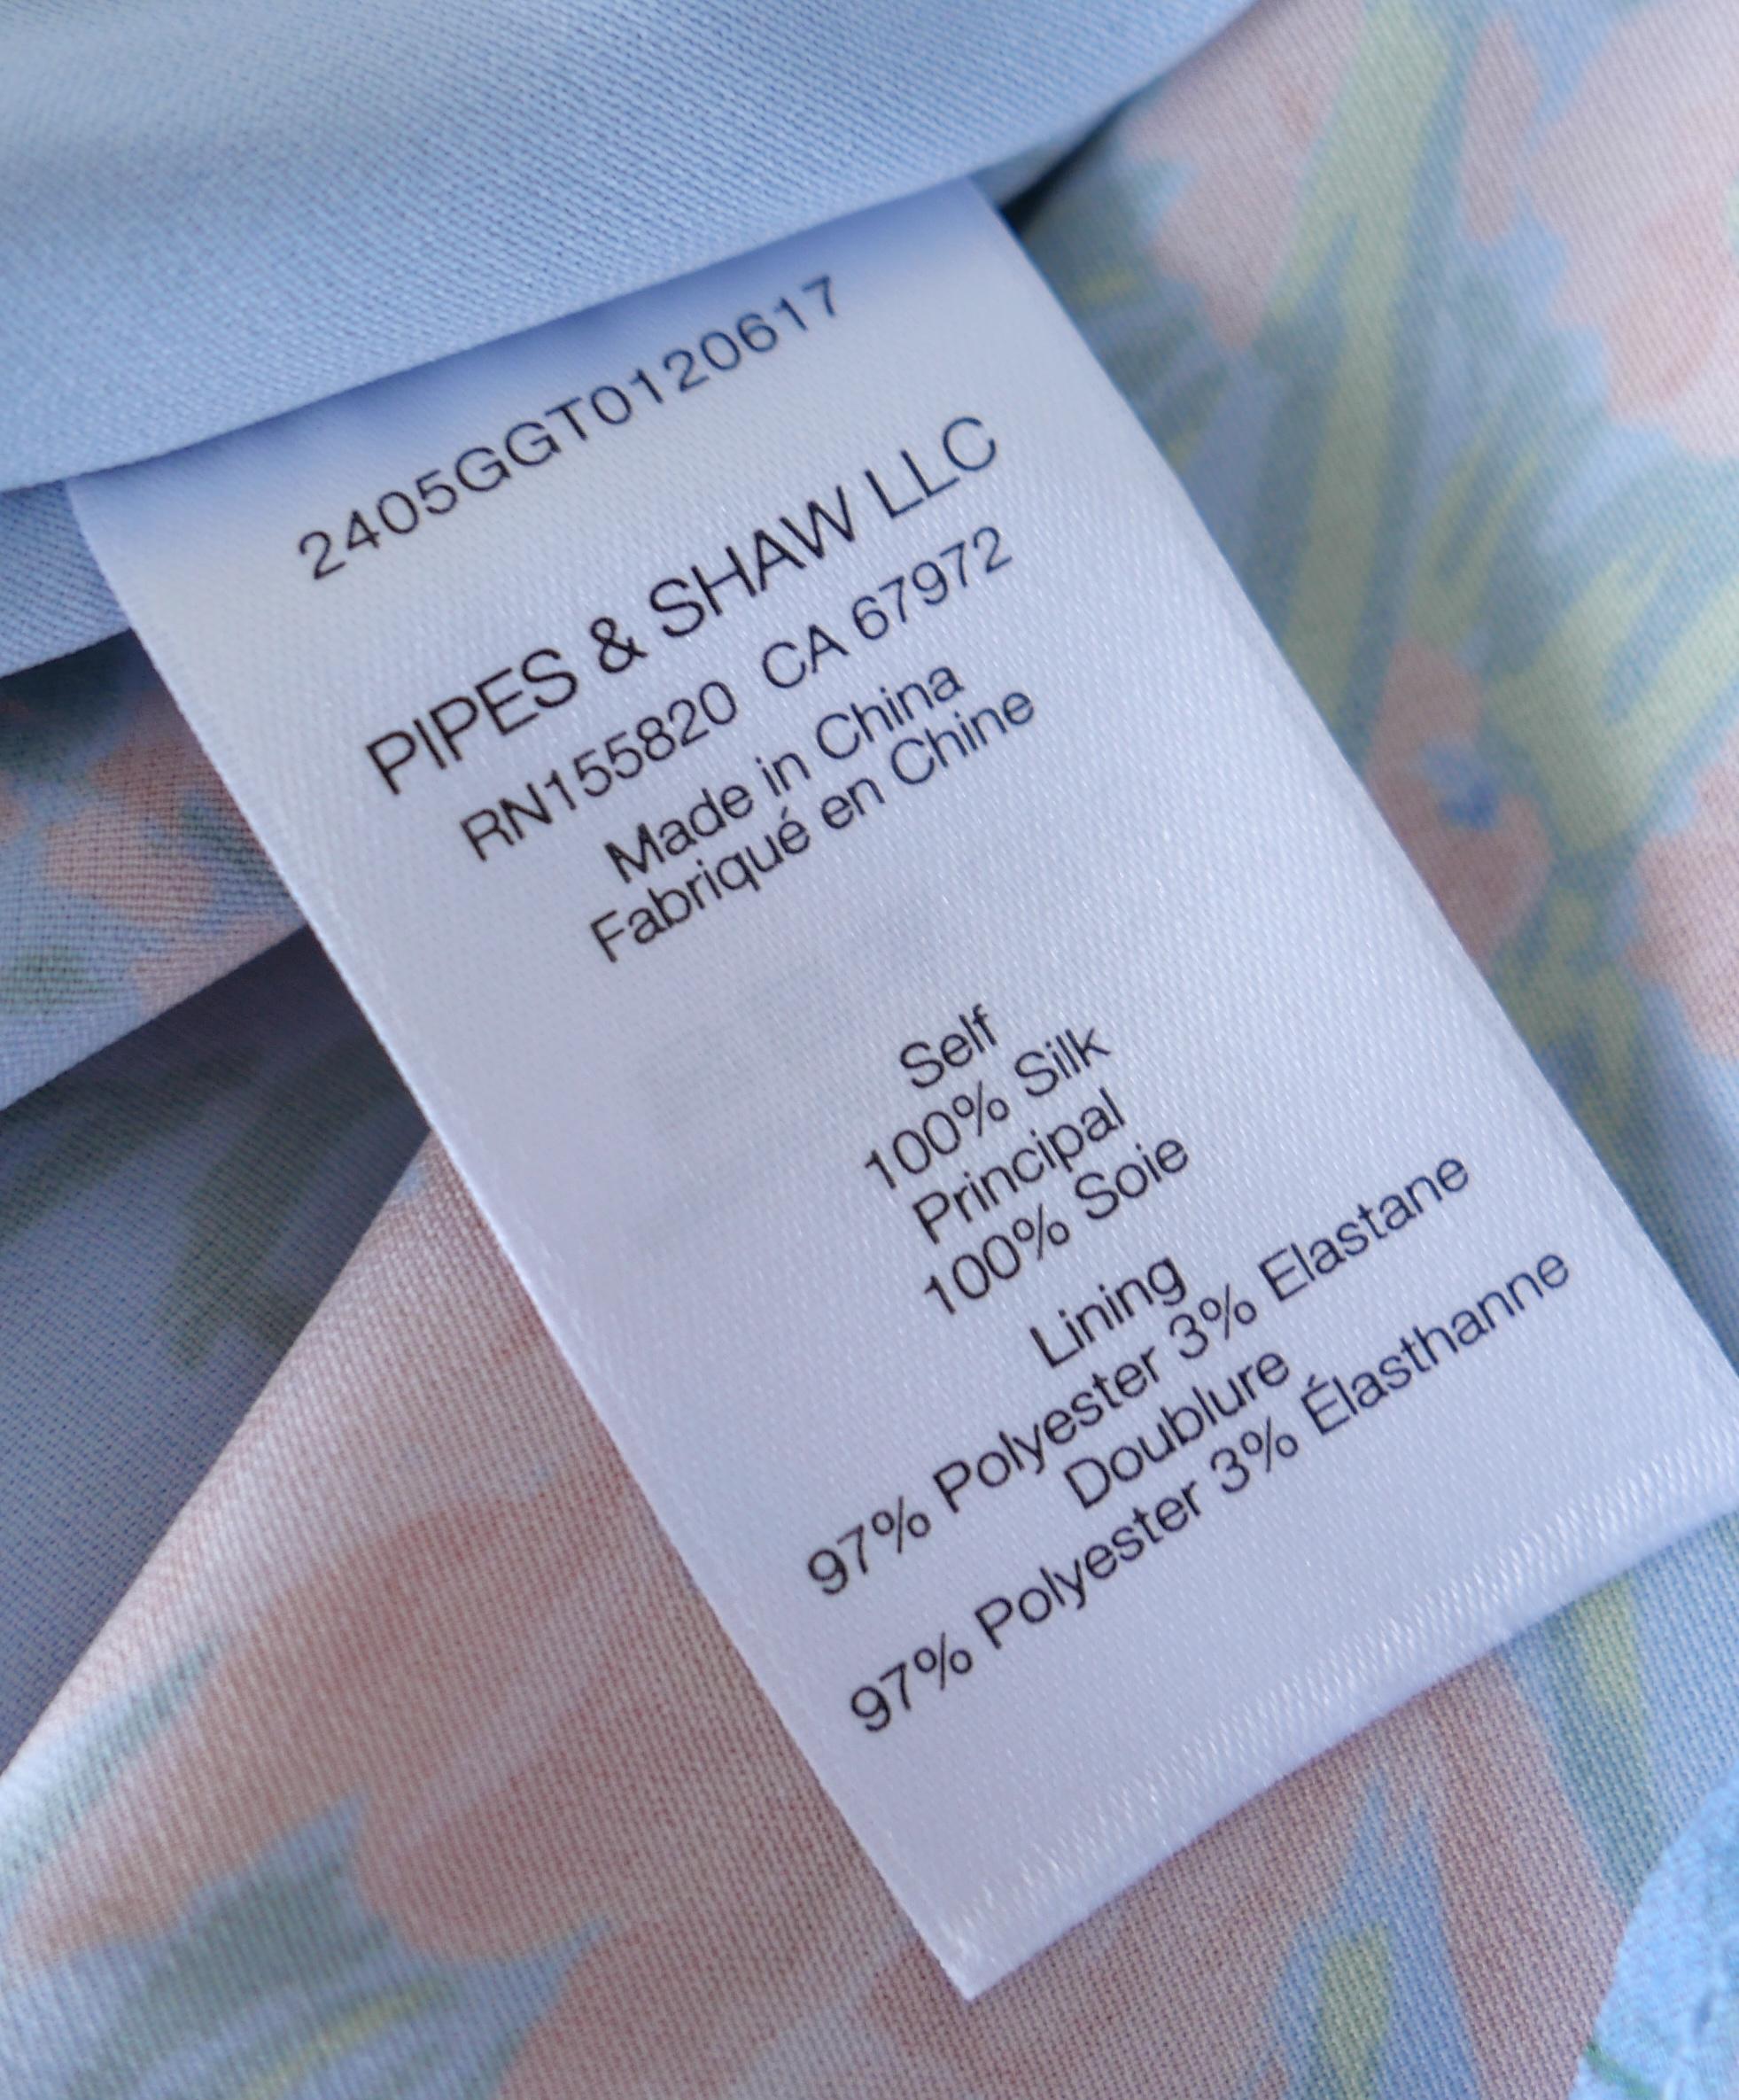 2405GGT0120617
PIPES & SHAW LLC
RN155820 CA 67972
Made in China
Fabriqué en Chine
Self
100% Silk
Principal
100% Soie
Lining
97% Polyester 3% Elastane
Doublure
97% Polyester 3% Élasthanne